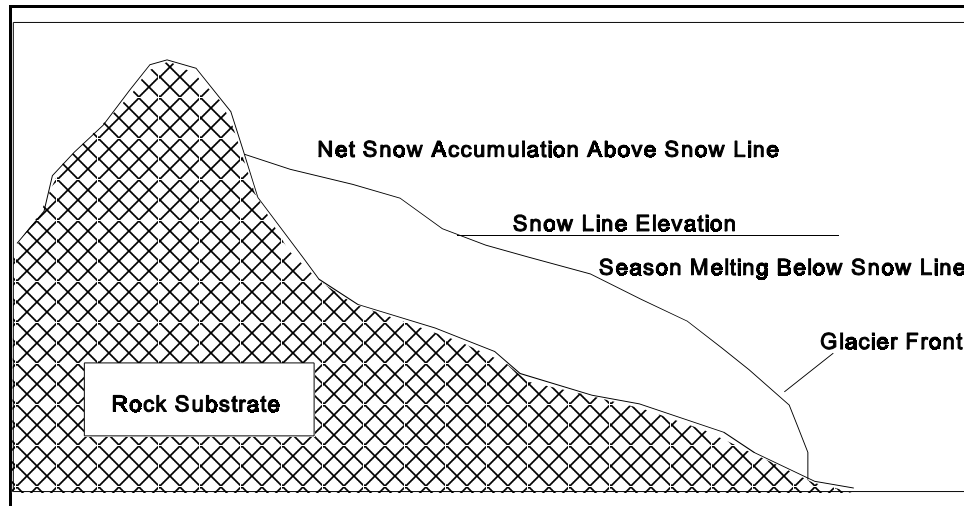 Net Snow Accumulation Above Snow Line
Snow Line Elevation
Season Melting Below Snow Line
Glacier Front
Rock Substrate